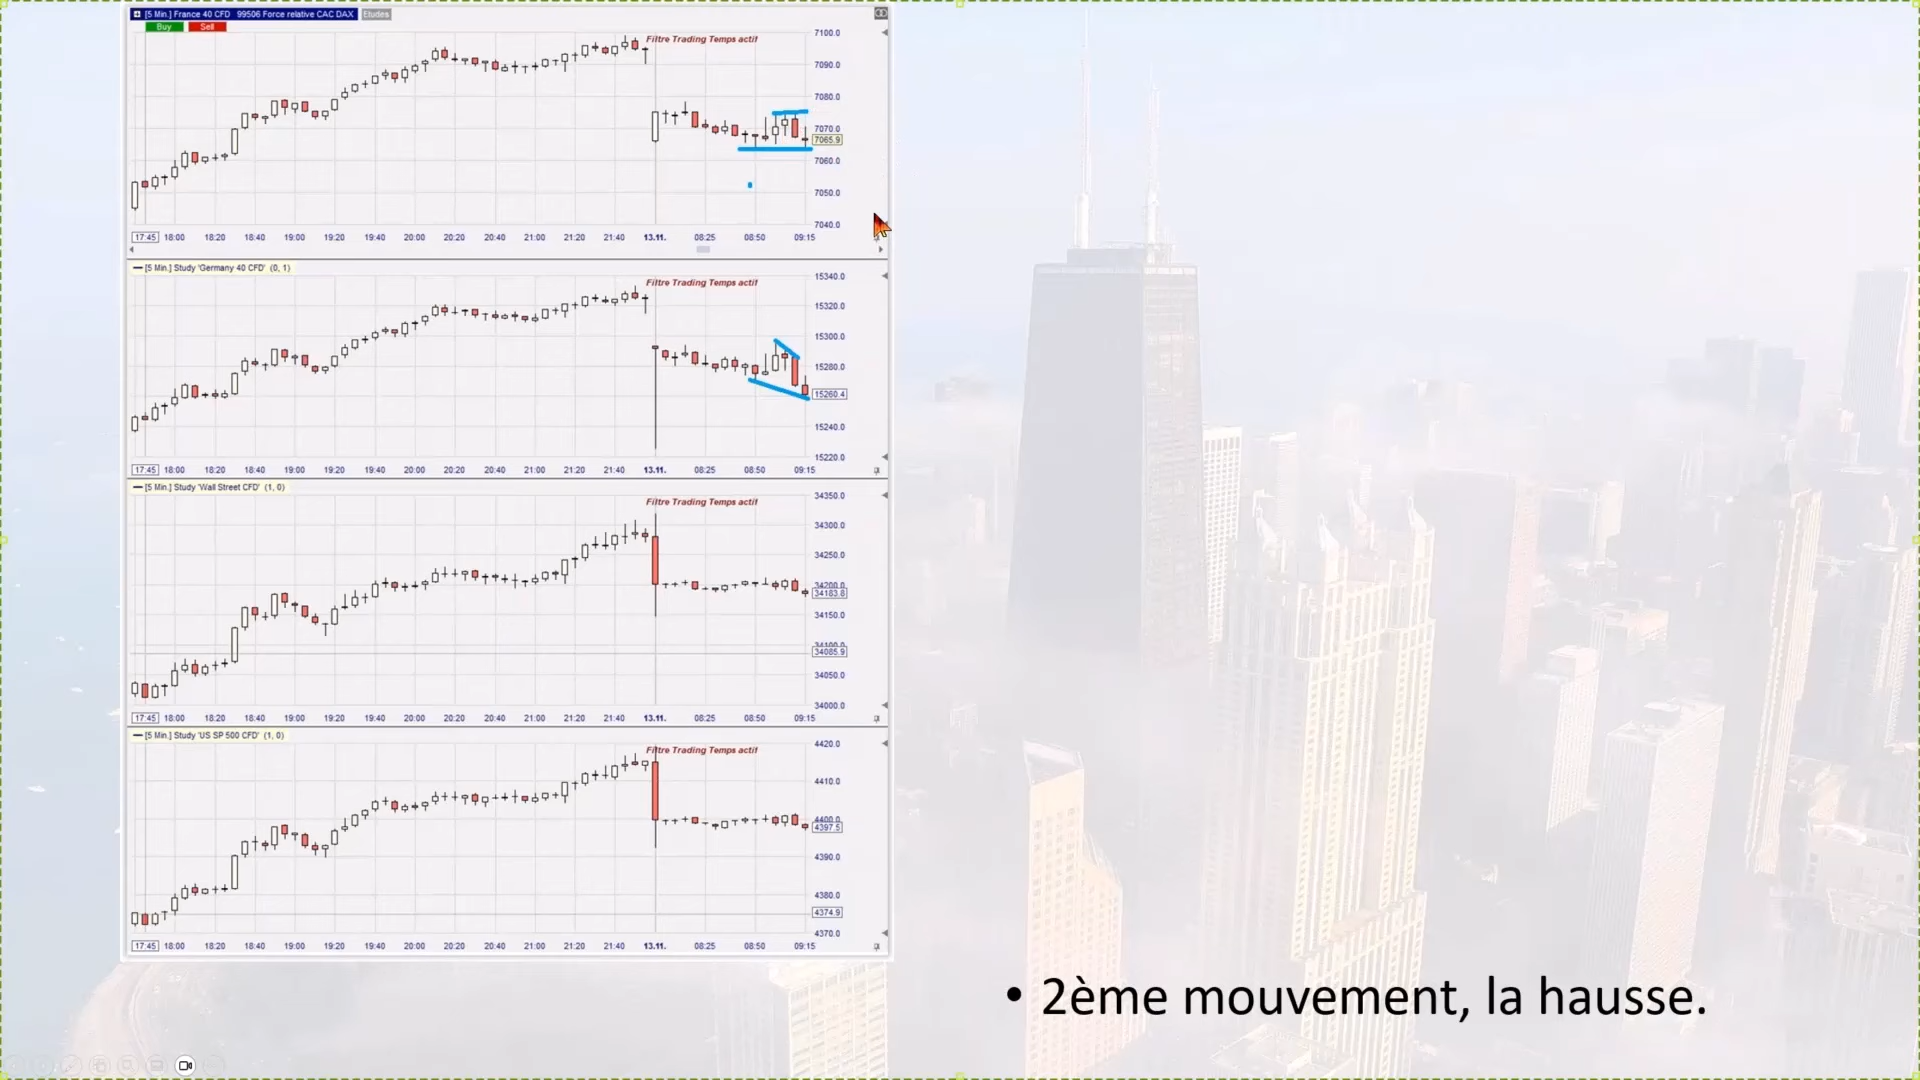 [5 Min.] France 40 CFD 99506 Force relative CAC DAX Etudes
Buy Sell
Filtre Trading Temps actif
7100.0
7090.0
7080.0
7070.0
7065.9
7060.0
7050.0
7040.0
17:45 18:00 18:20 18:40 19:00 19:20 19:40 20:00 20:20 20:40 21:00 21:20 21:40 13.11. 08:25 08:50 09:15
[5 Min.] Study 'Germany 40 CFD' (0, 1)
Filtre Trading Temps actif
15340.0
15320.0
15300.0
15280.0
15260.4
15240.0
15220.0
17:45 18:00 18:20 18:40 19:00 19:20 19:40 20:00 20:20 20:40 21:00 21:20 21:40 13.11. 08:25 08:50 09:15
[5 Min.] Study 'Wall Street CFD' (1, 0)
Filtre Trading Temps actif
34350.0
34300.0
34250.0
34200.0
34183.8
34150.0
34100.0
34085.9
34050.0
34000.0
17:45 18:00 18:20 18:40 19:00 19:20 19:40 20:00 20:20 20:40 21:00 21:20 21:40 13.11. 08:25 08:50 09:15
[5 Min.] Study 'US SP 500 CFD' (1, 0)
Filtre Trading Temps actif
4420.0
4410.0
4400.0
4397.5
4390.0
4380.0
4374.9
4370.0
17:45 18:00 18:20 18:40 19:00 19:20 19:40 20:00 20:20 20:40 21:00 21:20 21:40 13.11. 08:25 08:50 09:15
• 2ème mouvement, la hausse.